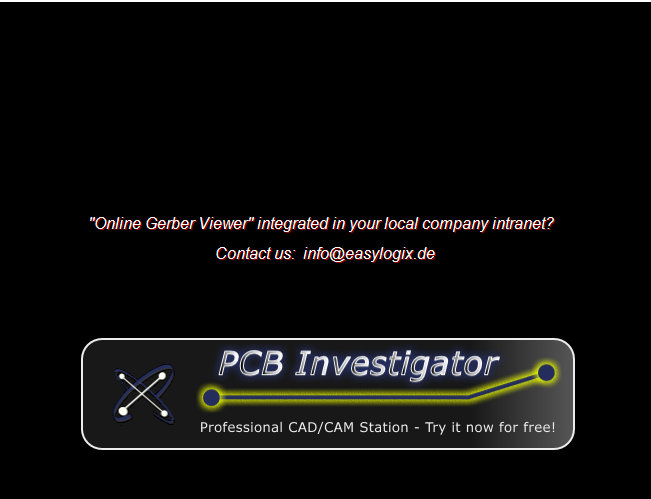 "Online Gerber Viewer" integrated in your local company intranet?
Contact us: info@easylogix.de
PCB Investigator
Professional CAD/CAM Station - Try it now for free!